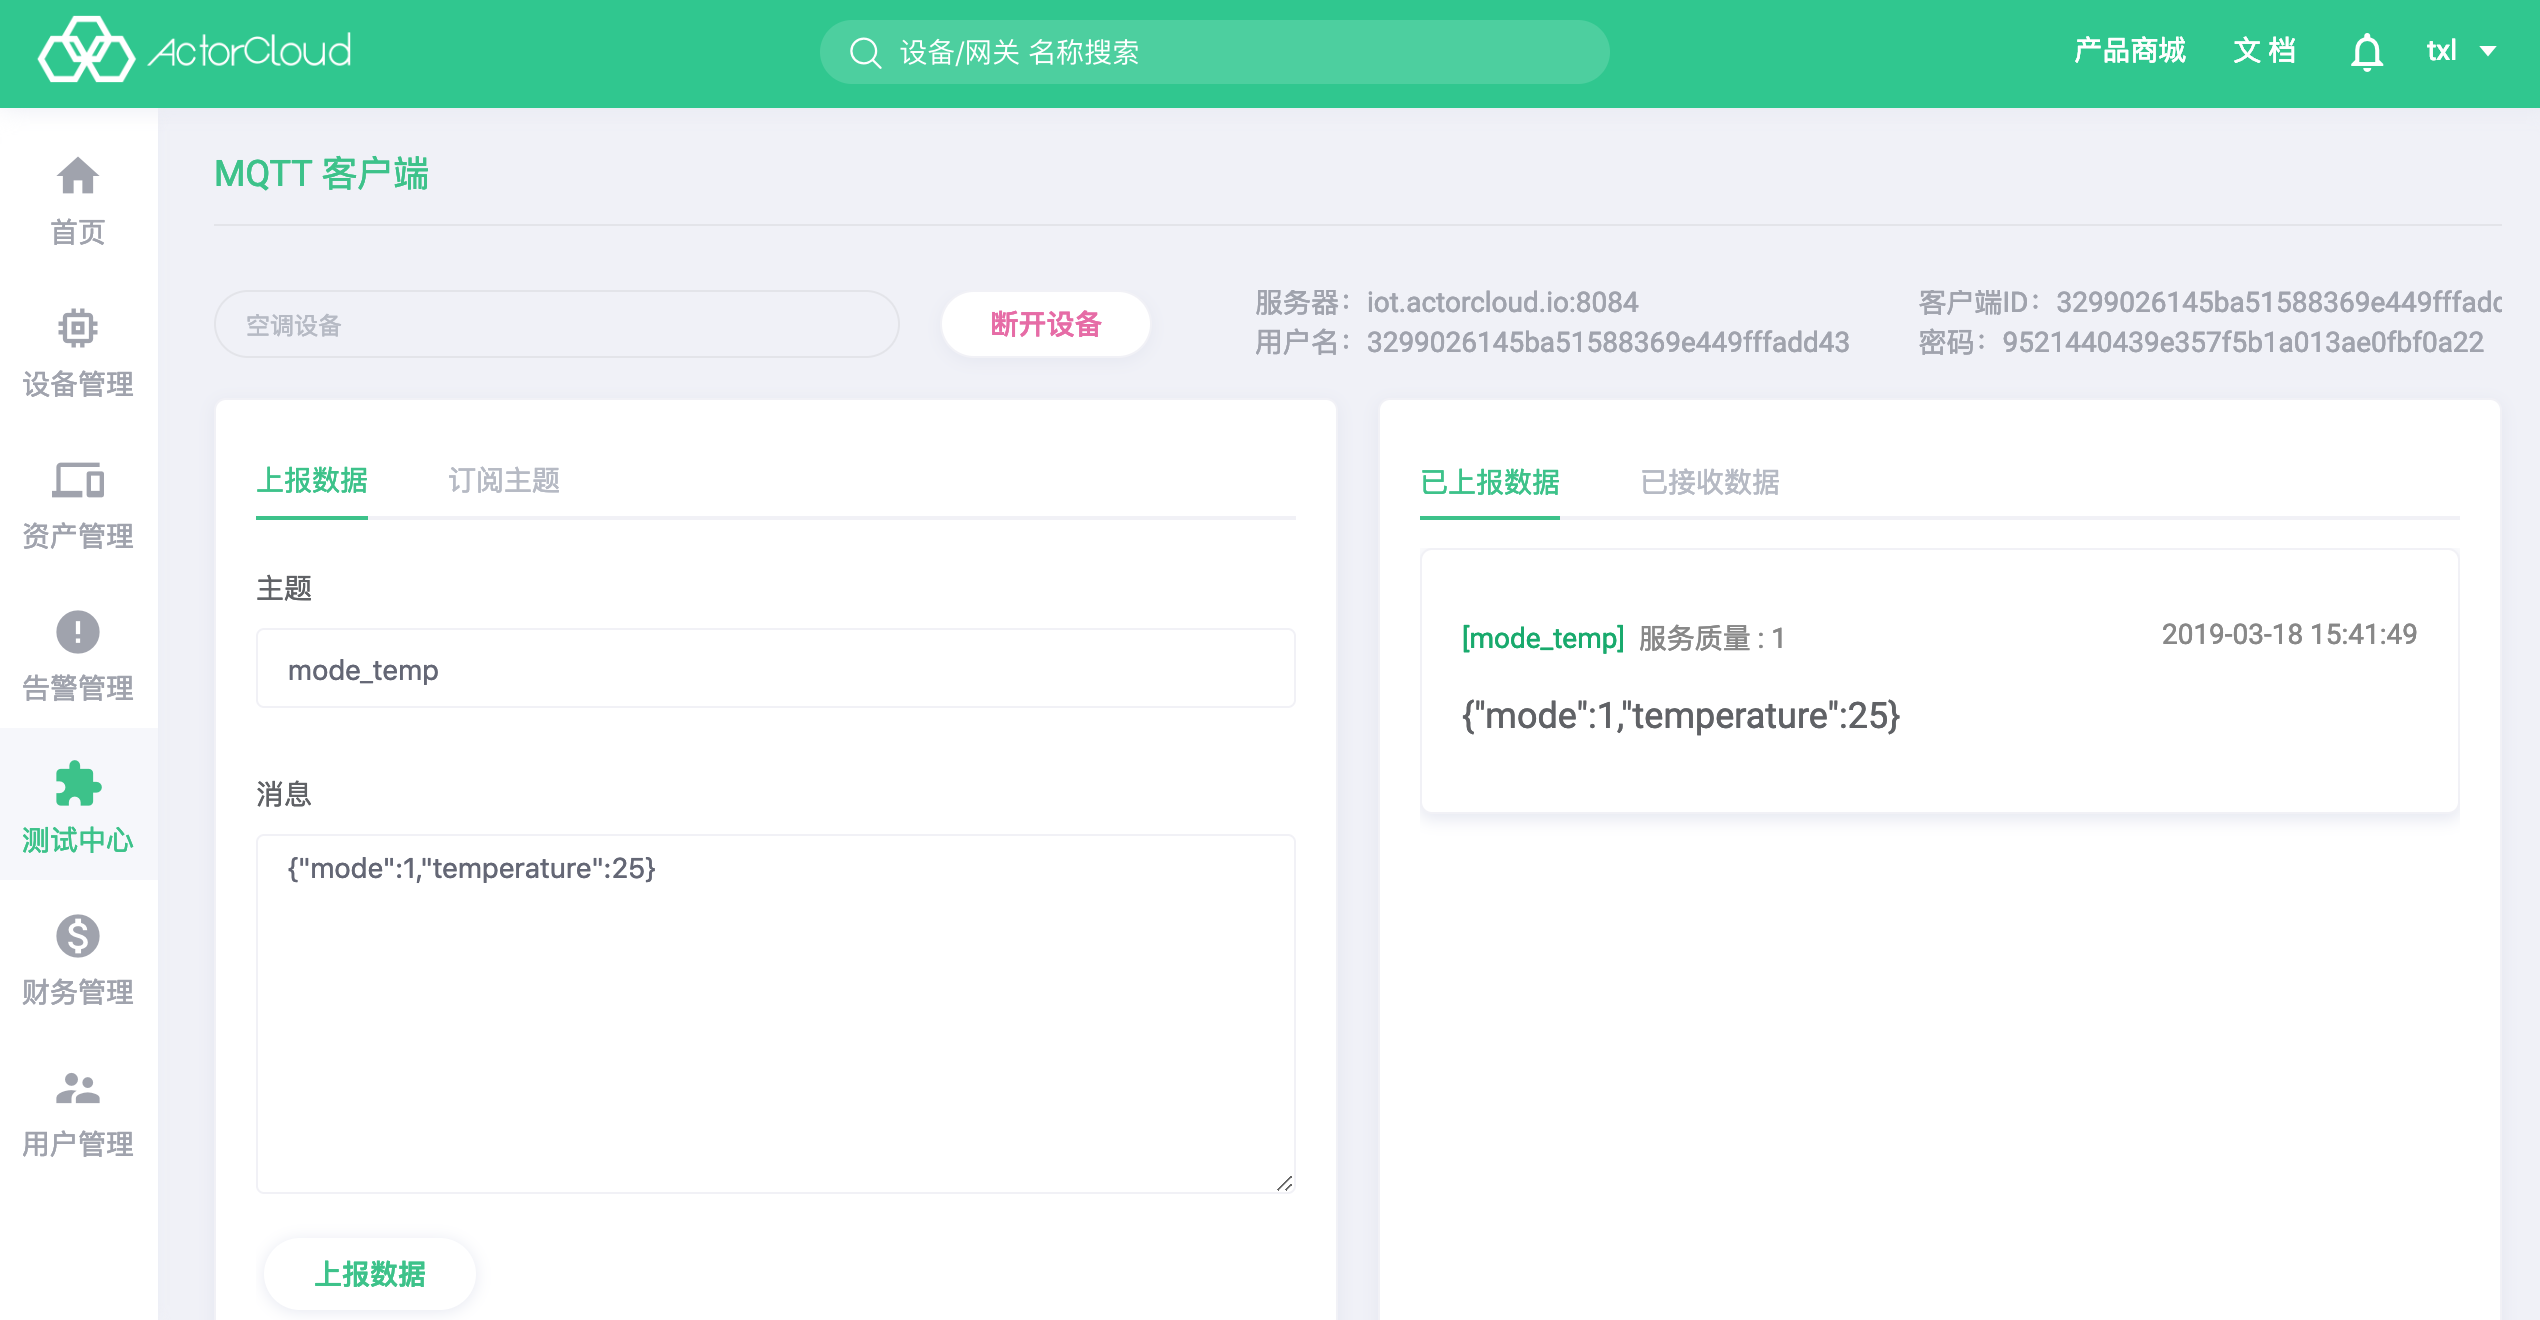 ActorCloud
设备/网关 名称搜索
产品商城
文 档
txl
首页
设备管理
资产管理
告警管理
测试中心
财务管理
用户管理
MQTT 客户端
空调设备
断开设备
服务器：iot.actorcloud.io:8084
用户名：3299026145ba51588369e449fffadd43
客户端ID：3299026145ba51588369e449fffadd
密码：9521440439e357f5b1a013ae0fbf0a22
上报数据
订阅主题
主题
mode_temp
消息
{"mode":1,"temperature":25}
上报数据
已上报数据
已接收数据
[mode_temp] 服务质量 : 1
2019-03-18 15:41:49
{"mode":1,"temperature":25}